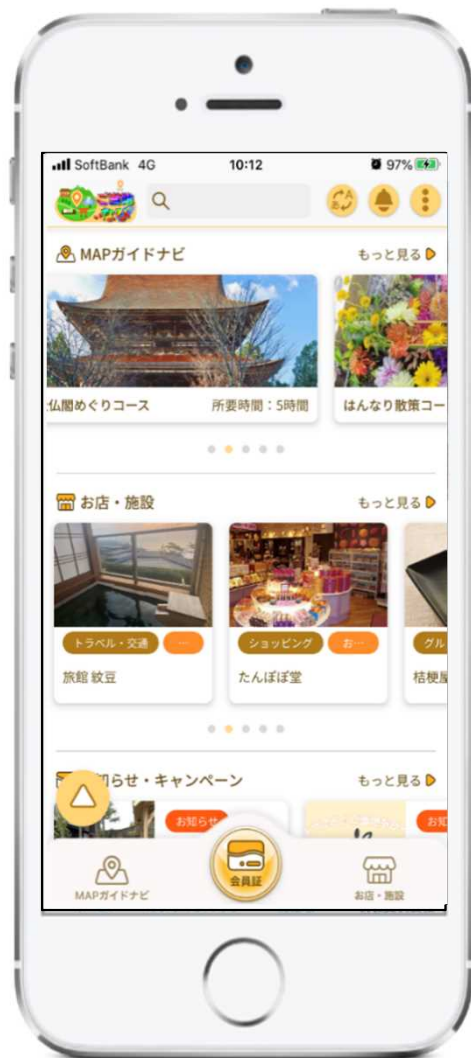 SoftBank 4G 10:12 97%
MAPガイドナビ もっと見る
仏閣めぐりコース 所要時間：5時間 はんなり散策コー
お店・施設 もっと見る
トラベル・交通 … ショッピング お… グル
旅館 紋豆 たんぽぽ堂 桔梗屋
らせ・キャンペーン もっと見る
お知らせ お知
会員証
MAPガイドナビ お店・施設